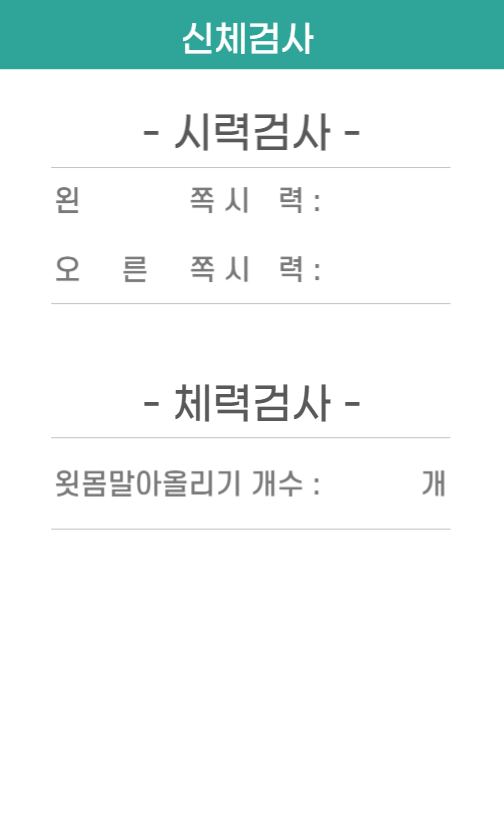 신체검사
- 시력검사 -
왼 쪽 시 력 :
오 른 쪽 시 력 :
- 체력검사 -
윗몸말아올리기 개수 : 개